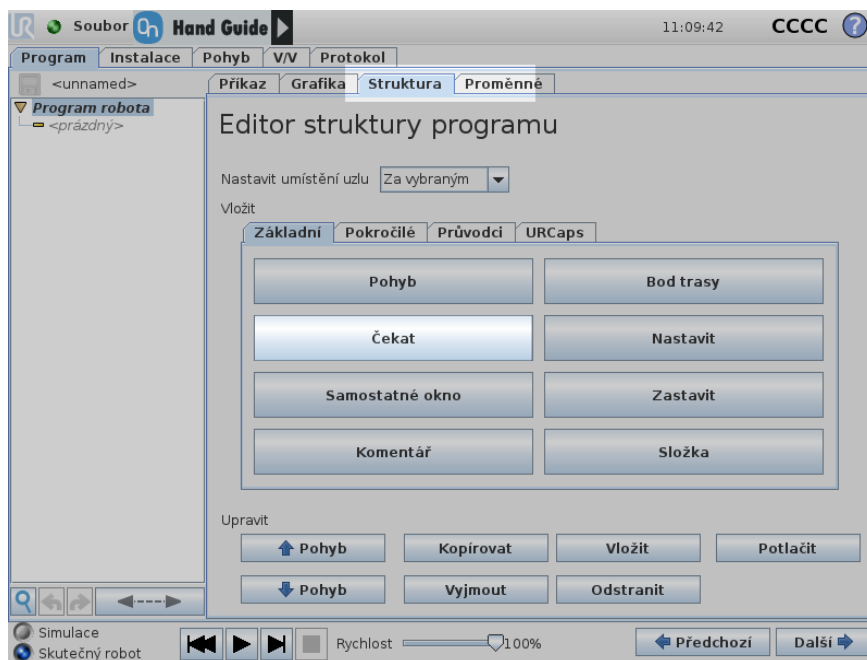 Soubor On Hand Guide 11:09:42 CCCC ?
Program Instalace Pohyb V/V Protokol
<unnamed> Příkaz Grafika Struktura Proměnné
Program robota
<prázdný>
Editor struktury programu
Nastavit umístění uzlu Za vybraným
Vložit
Základní Pokročilé Průvodci URCaps
Pohyb Bod trasy
Čekat Nastavit
Samostatné okno Zastavit
Komentář Složka
Upravit
Pohyb Kopírovat Vložit Potlačit
Pohyb Vyjmout Odstranit
Simulace
Skutečný robot
Rychlost 100%
Předchozí Další